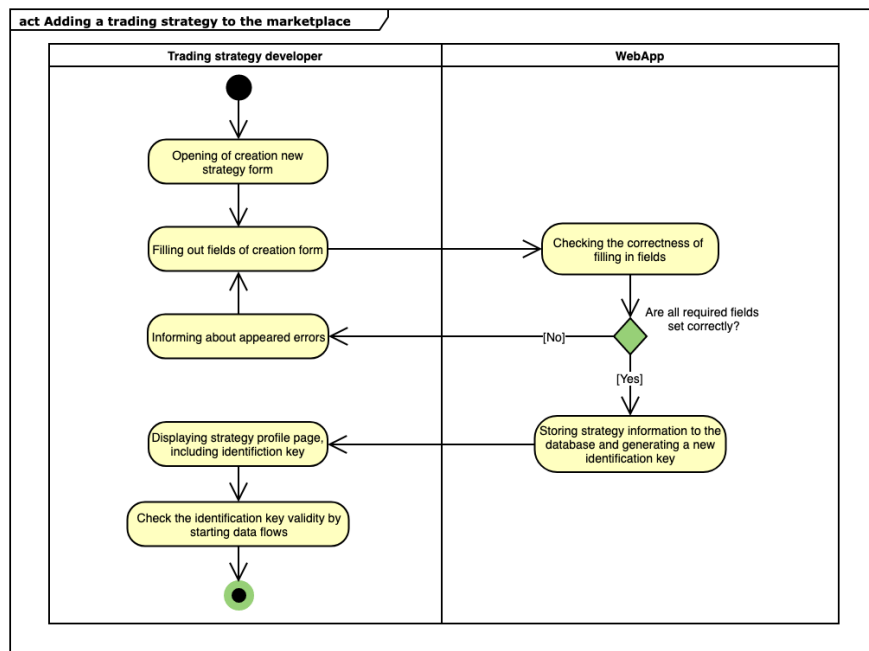 act Adding a trading strategy to the marketplace
Trading strategy developer
WebApp
Opening of creation new
strategy form
Filling out fields of creation form
Checking the correctness of
filling in fields
Are all required fields
set correctly?
Informing about appeared errors
[No]
[Yes]
Displaying strategy profile page,
including identifiction key
Storing strategy information to the
database and generating a new
identification key
Check the identification key validity by
starting data flows